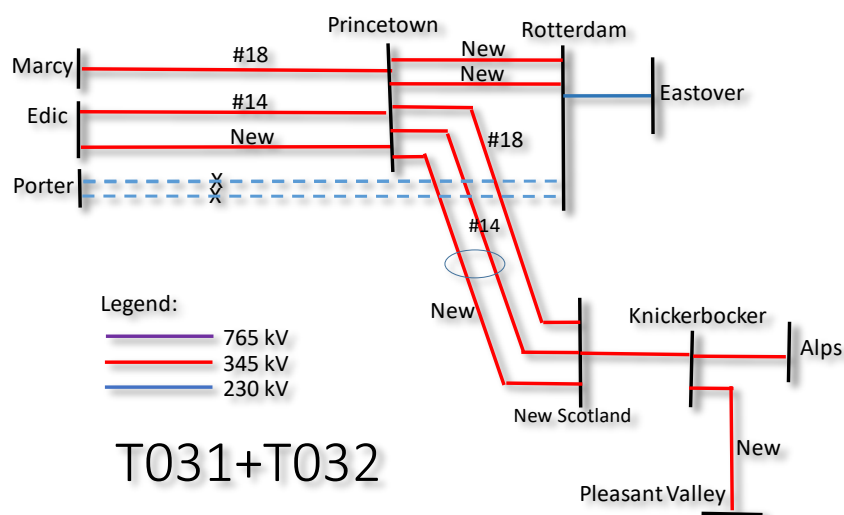 Princetown
Rotterdam
New
New
Marcy
#18
Eastover
Edic
#14
New
#18
Porter
X
X
#14
Legend:
765 kV
345 kV
230 kV
New
Knickerbocker
Alps
New Scotland
New
T031+T032
Pleasant Valley